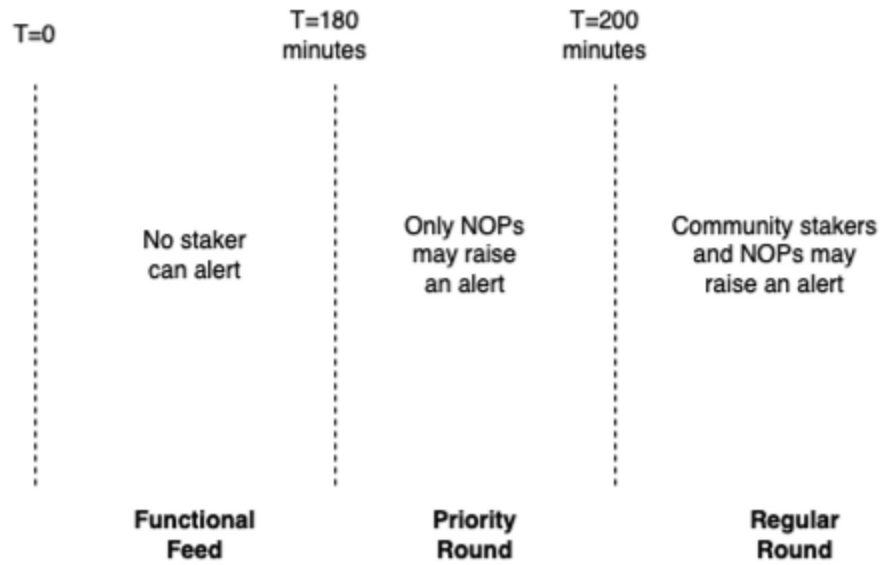 T=0
T=180
minutes
T=200
minutes
No staker
can alert
Only NOPs
may raise
an alert
Community stakers
and NOPs may
raise an alert
Functional
Feed
Priority
Round
Regular
Round